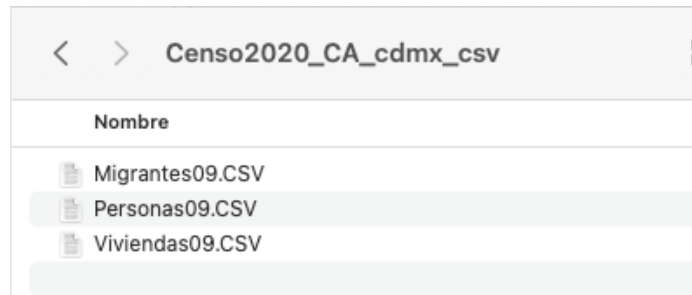 Censo2020_CA_cdmx_csv
Nombre
Migrantes09.CSV
Personas09.CSV
Viviendas09.CSV